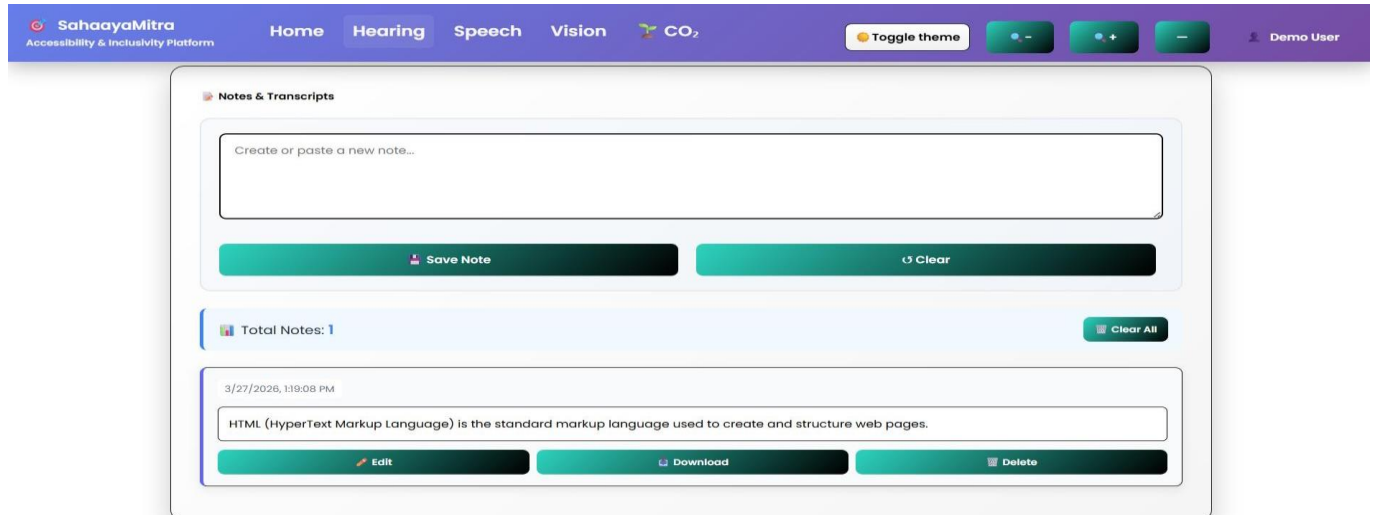 🎯 SahaayaMitra
Accessibility & Inclusivity Platform
Home Hearing Speech Vision 🌱 CO₂
Toggle theme
🔍 -
🔍 +
—
👤 Demo User
📝 Notes & Transcripts
Create or paste a new note...
💾 Save Note
↺ Clear
📊 Total Notes: 1
🗑️ Clear All
3/27/2026, 1:19:08 PM
HTML (HyperText Markup Language) is the standard markup language used to create and structure web pages.
Edit
Download
🗑️ Delete